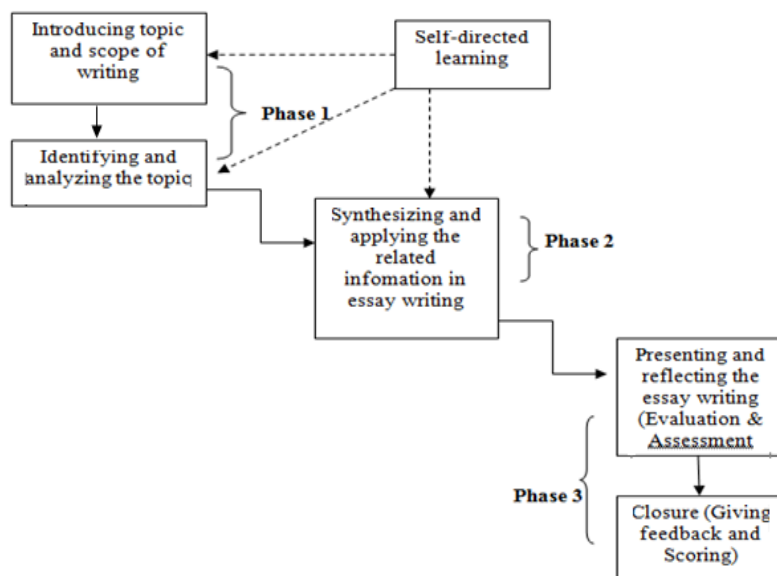 Introducing topic
and scope of
writing
Self-directed
learning
Phase 1
Identifying and
analyzing the topic
Synthesizing and
applying the
related
infomation in
essay writing
Phase 2
Presenting and
reflecting the
essay writing
(Evaluation &
Assessment
Phase 3
Closure (Giving
feedback and
Scoring)